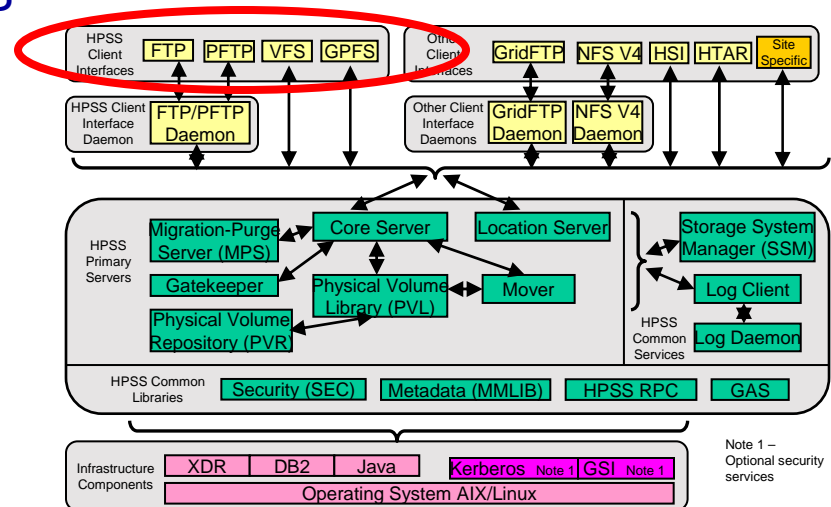 HPSS
Client
Interfaces
FTP
PFTP
VFS
GPFS
Other
Client
Interfaces
GridFTP
NFS V4
HSI
HTAR
Site
Specific
HPSS Client
Interface
Daemon
FTP/PFTP
Daemon
Other Client
Interface
Daemons
GridFTP
Daemon
NFS V4
Daemon
HPSS
Primary
Servers
Migration-Purge
Server (MPS)
Core Server
Location Server
Gatekeeper
Physical Volume
Library (PVL)
Mover
Physical Volume
Repository (PVR)
Storage System
Manager (SSM)
Log Client
HPSS
Common
Services
Log Daemon
HPSS Common
Libraries
Security (SEC)
Metadata (MMLIB)
HPSS RPC
GAS
Infrastructure
Components
XDR
DB2
Java
Kerberos Note 1
GSI Note 1
Operating System AIX/Linux
Note 1 –
Optional security
services